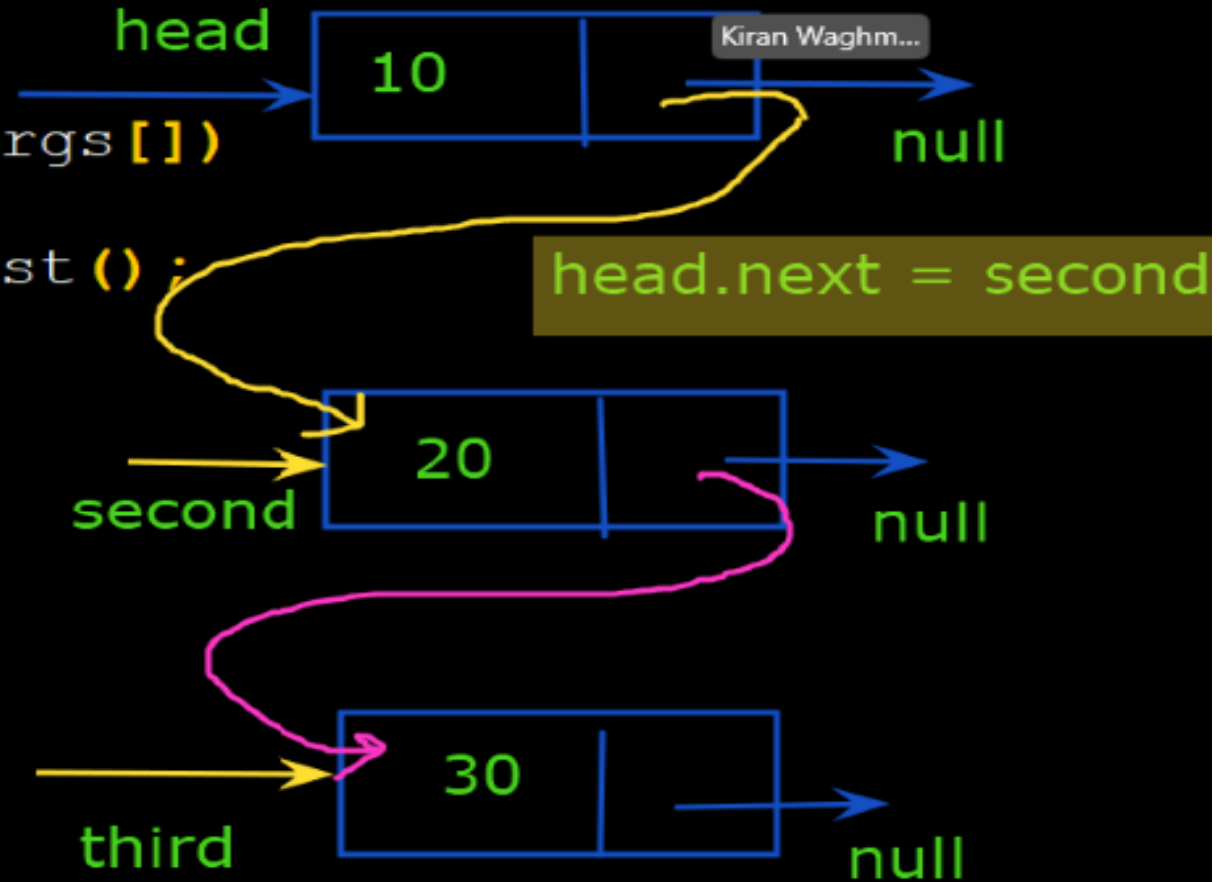 head
10
Kiran Waghm...
rgs[])
null
st();
head.next = second
20
second
null
30
third
null